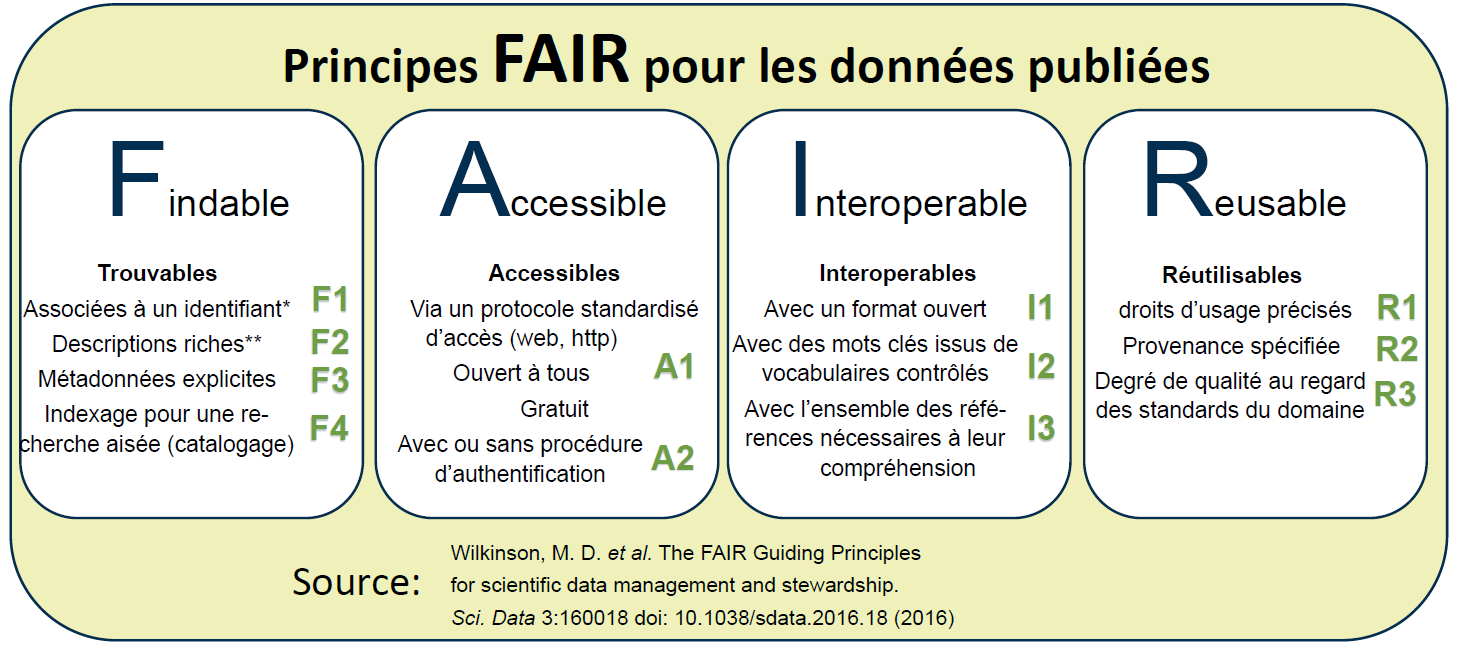 Principes FAIR pour les données publiées
Findable
Trouvables
Associées à un identifiant* F1
Descriptions riches** F2
Métadonnées explicites F3
Indexage pour une re-
cherche aisée (catalogage) F4
Accessible
Accessibles
Via un protocole standardisé
d’accès (web, http)
Ouvert à tous A1
Gratuit
Avec ou sans procédure
d’authentification A2
Interoperable
Interoperables
Avec un format ouvert I1
Avec des mots clés issus de
vocabulaires contrôlés I2
Avec l’ensemble des réfé-
rences nécessaires à leur I3
compréhension
Reusable
Réutilisables
droits d’usage précisés R1
Provenance spécifiée R2
Degré de qualité au regard
des standards du domaine R3
Source:
Wilkinson, M. D. et al. The FAIR Guiding Principles
for scientific data management and stewardship.
Sci. Data 3:160018 doi: 10.1038/sdata.2016.18 (2016)